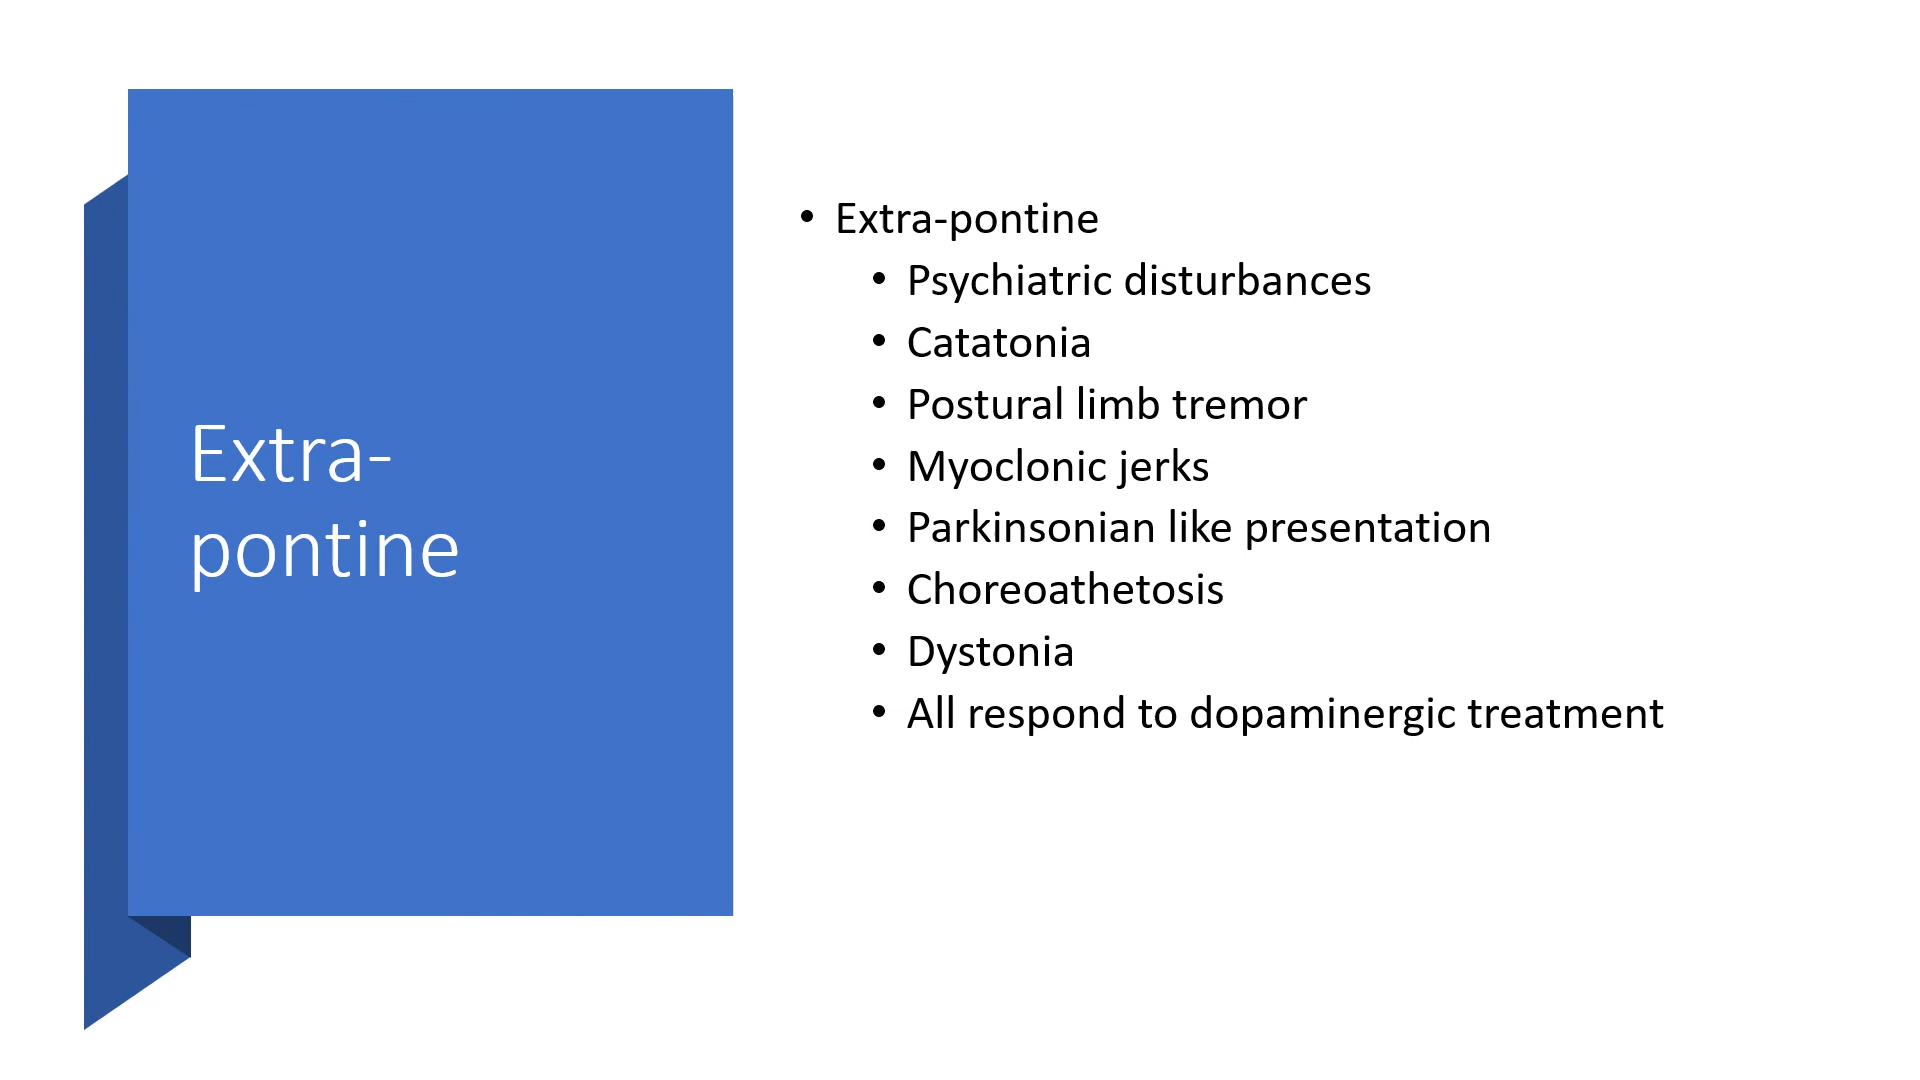 Extra-
pontine
• Extra-pontine
• Psychiatric disturbances
• Catatonia
• Postural limb tremor
• Myoclonic jerks
• Parkinsonian like presentation
• Choreoathetosis
• Dystonia
• All respond to dopaminergic treatment